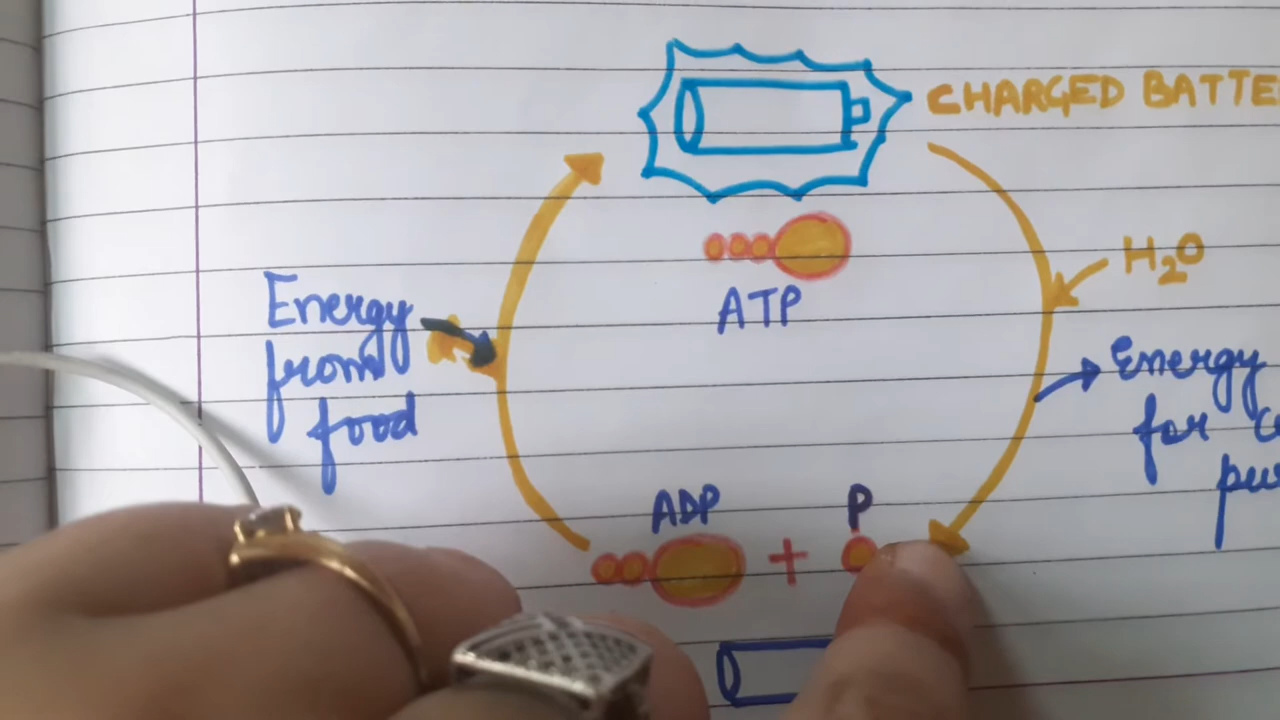 CHARGED BATTE
H₂O
ATP
Energy
from
food
Energy
for
ADP
P
+